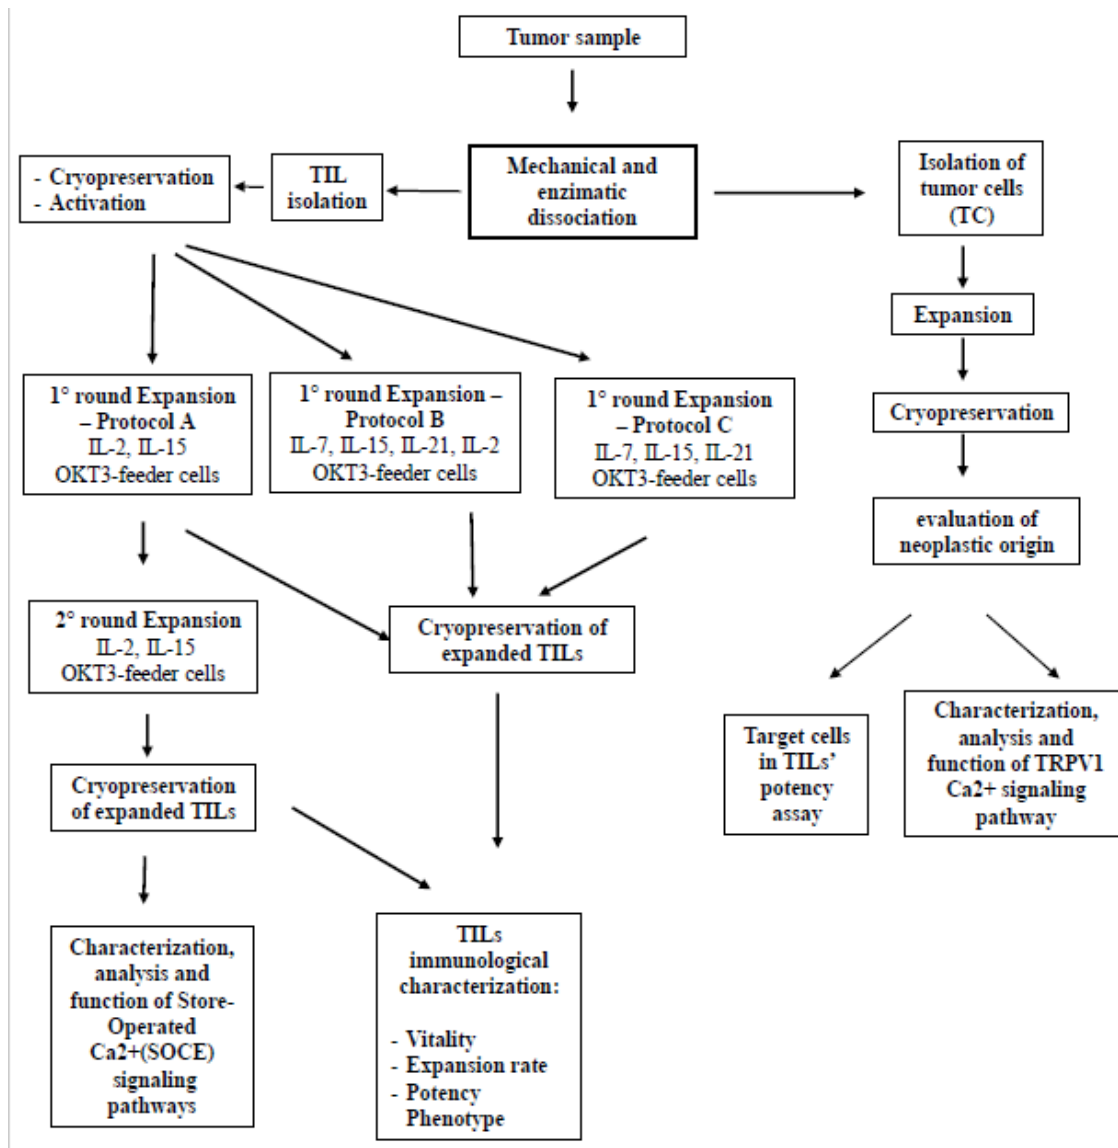 Tumor sample
Mechanical and
enzimatic
dissociation
TIL
isolation
- Cryopreservation
- Activation
Isolation of
tumor cells
(TC)
Expansion
Cryopreservation
evaluation of
neoplastic origin
1° round Expansion
– Protocol A
IL-2, IL-15
OKT3-feeder cells
1° round Expansion –
Protocol B
IL-7, IL-15, IL-21, IL-2
OKT3-feeder cells
1° round Expansion
– Protocol C
IL-7, IL-15, IL-21
OKT3-feeder cells
2° round Expansion
IL-2, IL-15
OKT3-feeder cells
Cryopreservation of
expanded TILs
Cryopreservation
of expanded TILs
Target cells
in TILs’
potency
assay
Characterization,
analysis and
function of TRPV1
Ca2+ signaling
pathway
Characterization,
analysis and
function of Store-
Operated
Ca2+(SOCE)
signaling
pathways
TILs
immunological
characterization:
- Vitality
- Expansion rate
- Potency
Phenotype